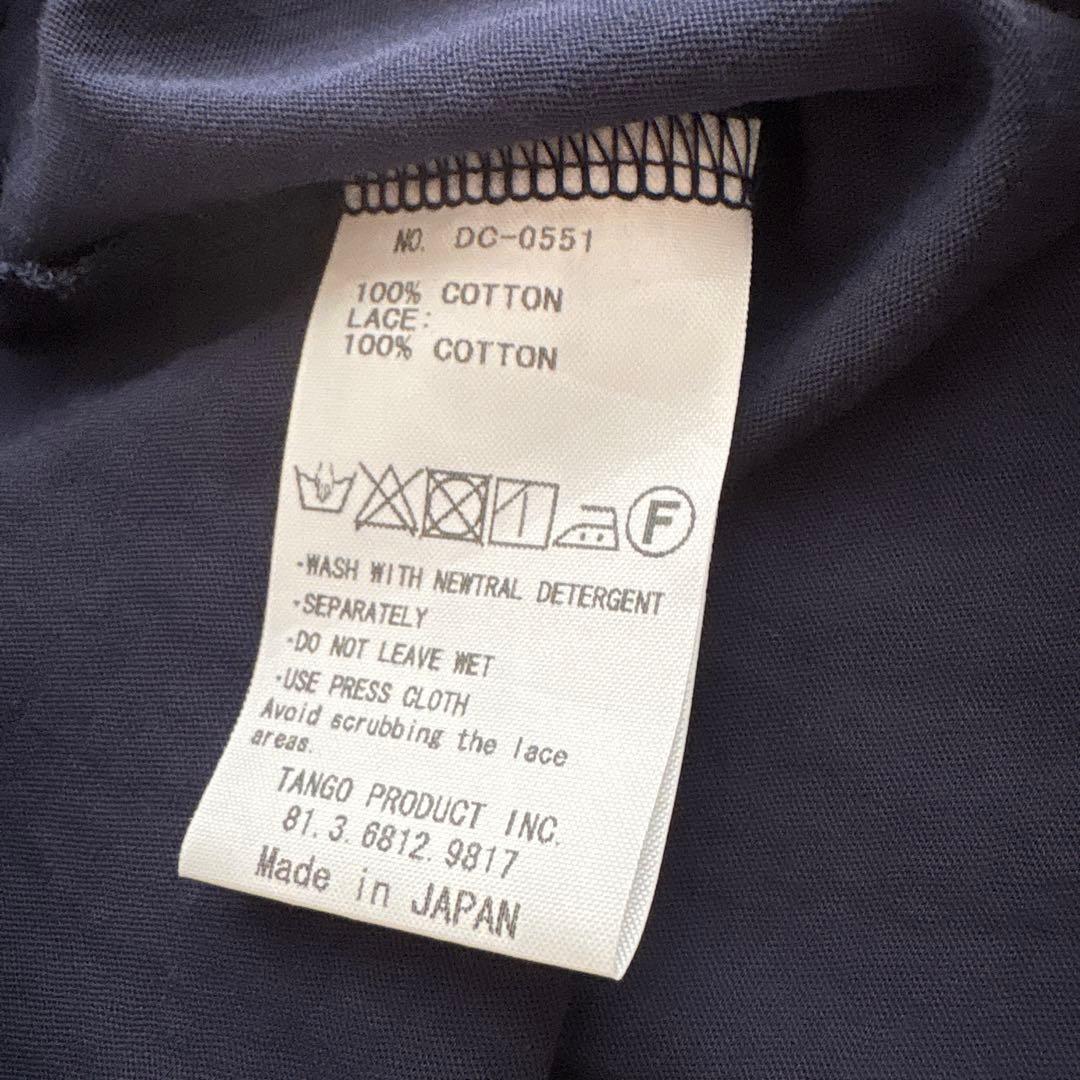 NO. DC-0551
100% COTTON
LACE:
100% COTTON
F
·WASH WITH NEWTRAL DETERGENT
·SEPARATELY
·DO NOT LEAVE WET
·USE PRESS CLOTH
Avoid scrubbing the lace
areas.
TANGO PRODUCT INC.
81.3.6812.9817
Made in JAPAN